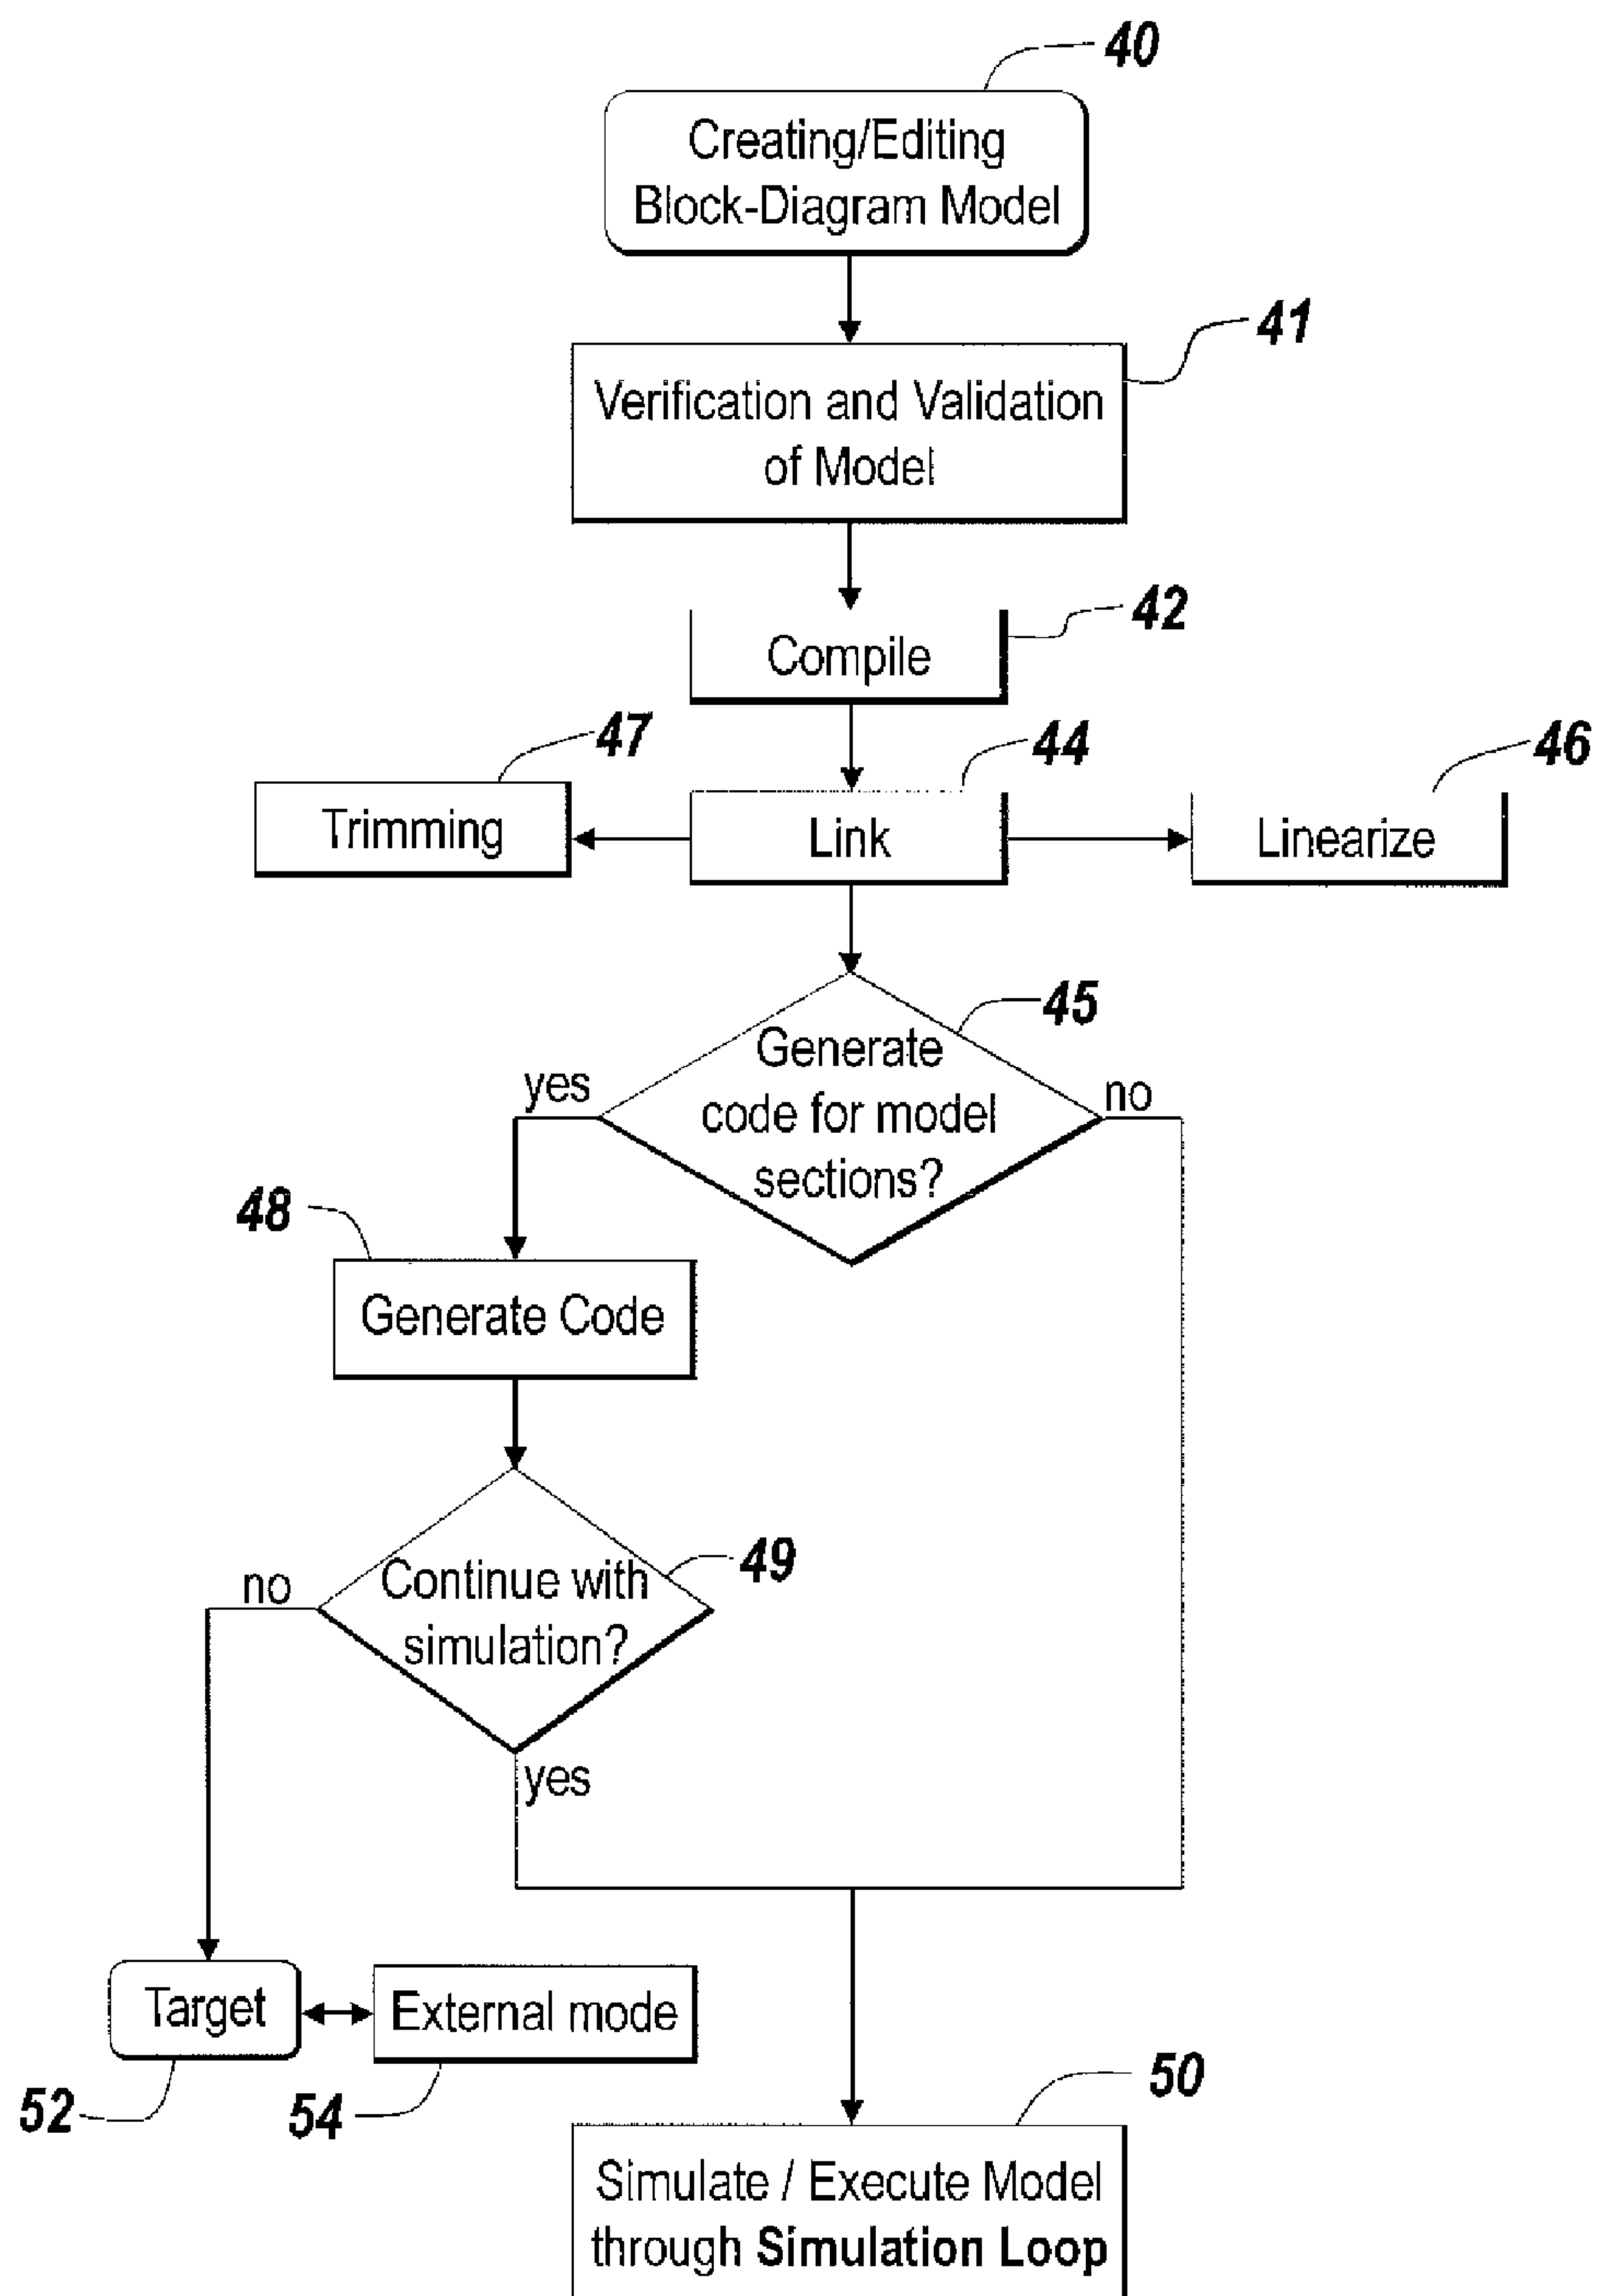 40
Creating/Editing
Block-Diagram Model
41
Verification and Validation
of Model
42
Compile
47
44
46
Trimming
Link
Linearize
45
Generate
code for model
sections?
yes
no
48
Generate Code
49
Continue with
simulation?
no
yes
Target
External mode
52
54
50
Simulate / Execute Model
through Simulation Loop